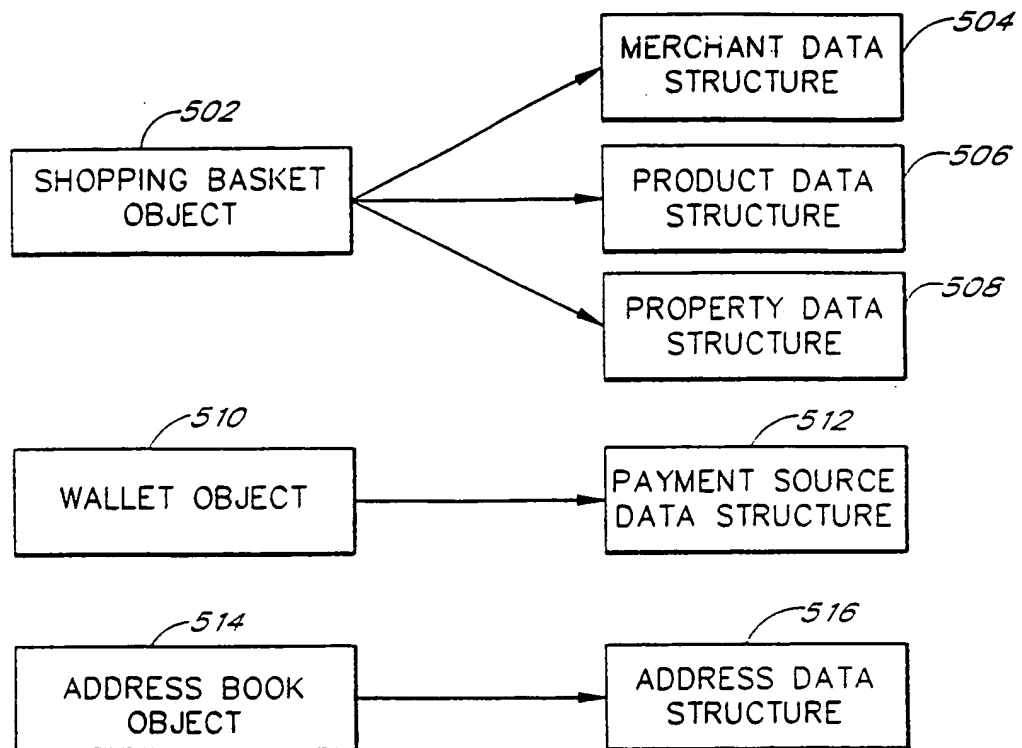 504
MERCHANT DATA
STRUCTURE
502
SHOPPING BASKET
OBJECT
506
PRODUCT DATA
STRUCTURE
508
PROPERTY DATA
STRUCTURE
510
WALLET OBJECT
512
PAYMENT SOURCE
DATA STRUCTURE
514
ADDRESS BOOK
OBJECT
516
ADDRESS DATA
STRUCTURE